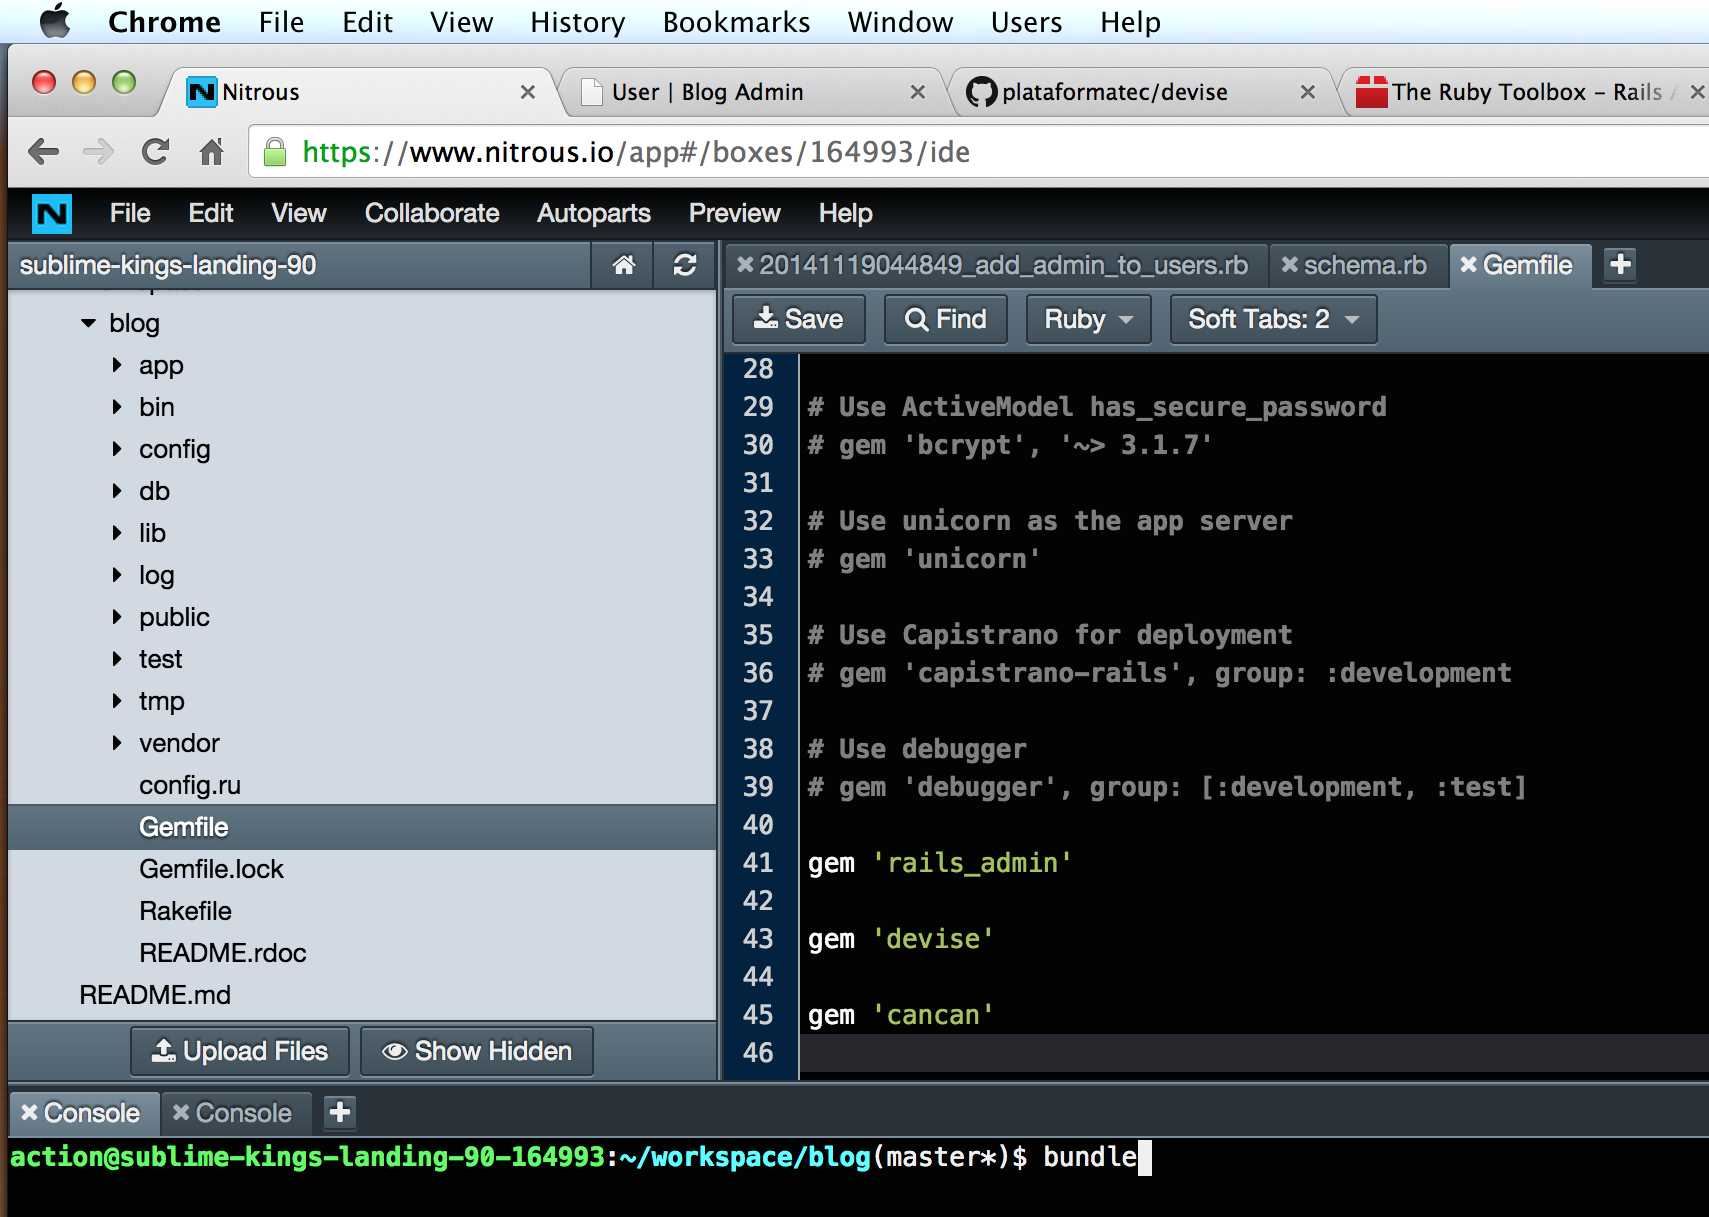 Chrome File Edit View History Bookmarks Window Users Help
Nitrous
User | Blog Admin
plataformatec/devise
The Ruby Toolbox – Rails
https://www.nitrous.io/app#/boxes/164993/ide
N File Edit View Collaborate Autoparts Preview Help
sublime-kings-landing-90
20141119044849_add_admin_to_users.rb
schema.rb
Gemfile
Save Find Ruby Soft Tabs: 2
blog
app
bin
config
db
lib
log
public
test
tmp
vendor
config.ru
Gemfile
Gemfile.lock
Rakefile
README.rdoc
README.md
Upload Files Show Hidden
28
29 # Use ActiveModel has_secure_password
30 # gem 'bcrypt', '~> 3.1.7'
31
32 # Use unicorn as the app server
33 # gem 'unicorn'
34
35 # Use Capistrano for deployment
36 # gem 'capistrano-rails', group: :development
37
38 # Use debugger
39 # gem 'debugger', group: [:development, :test]
40
41 gem 'rails_admin'
42
43 gem 'devise'
44
45 gem 'cancan'
46
Console Console
action@sublime-kings-landing-90-164993:~/workspace/blog(master*)$ bundle